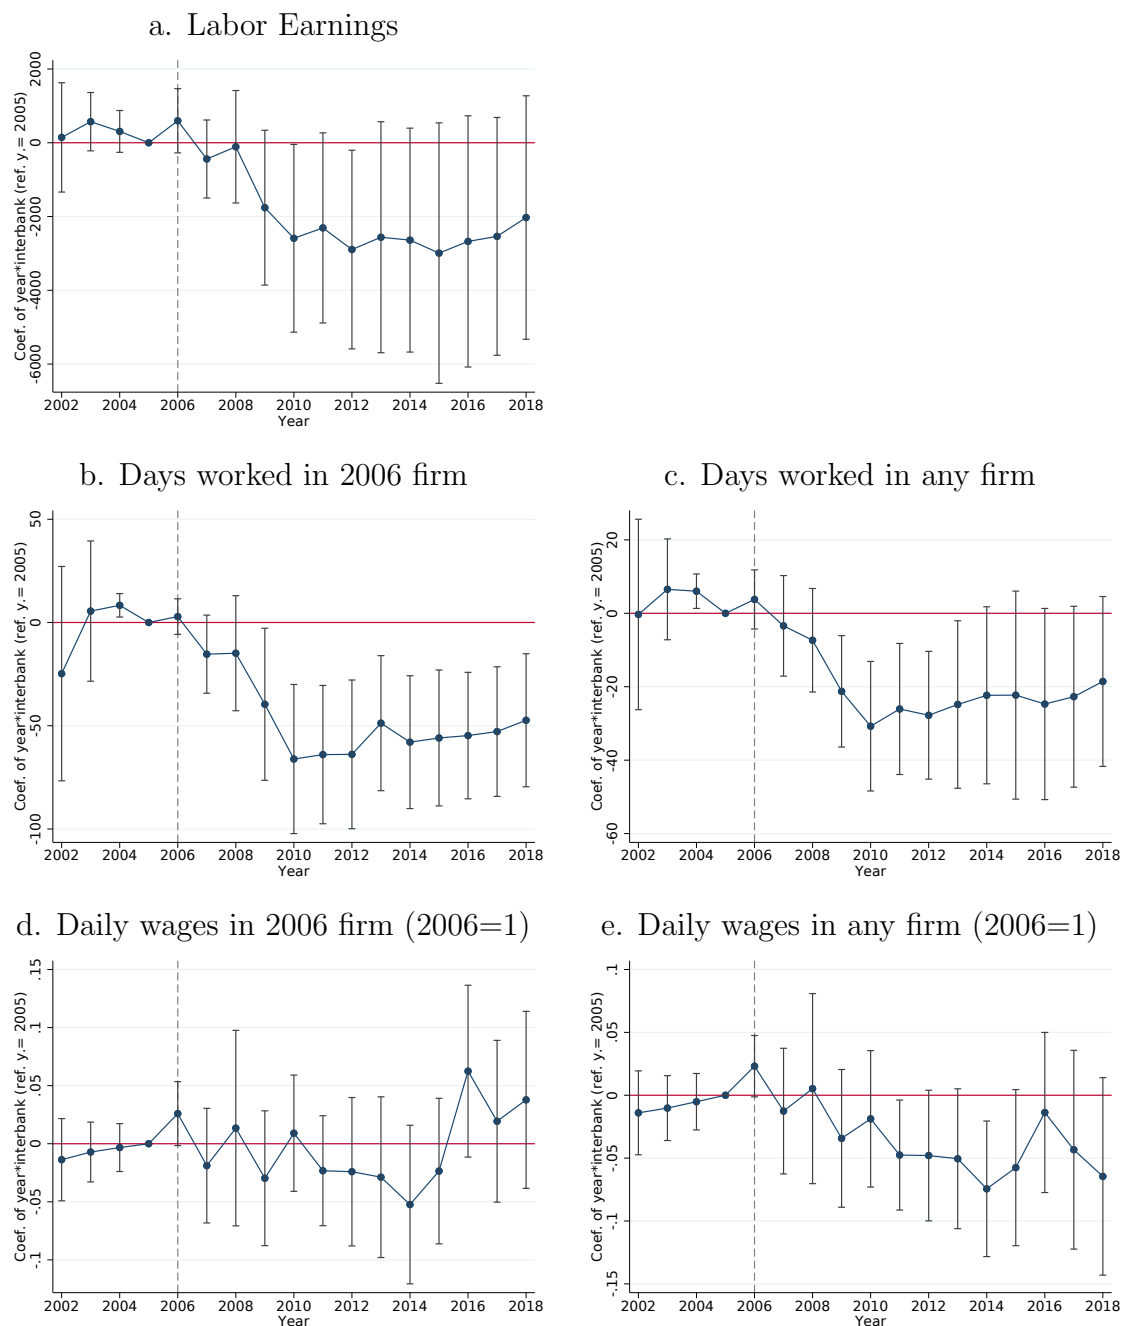 a. Labor Earnings
Coef. of year*interbank (ref. y.= 2005)
2000
0
-2000
-4000
-6000
2002 2004 2006 2008 2010 2012 2014 2016 2018
Year
b. Days worked in 2006 firm
Coef. of year*interbank (ref. y.= 2005)
50
0
-50
-100
2002 2004 2006 2008 2010 2012 2014 2016 2018
Year
c. Days worked in any firm
Coef. of year*interbank (ref. y.= 2005)
20
0
-20
-40
-60
2002 2004 2006 2008 2010 2012 2014 2016 2018
Year
d. Daily wages in 2006 firm (2006=1)
Coef. of year*interbank (ref. y.= 2005)
.15
.1
.05
0
-.05
-.1
2002 2004 2006 2008 2010 2012 2014 2016 2018
Year
e. Daily wages in any firm (2006=1)
Coef. of year*interbank (ref. y.= 2005)
.1
.05
0
-.05
-.1
-.15
2002 2004 2006 2008 2010 2012 2014 2016 2018
Year